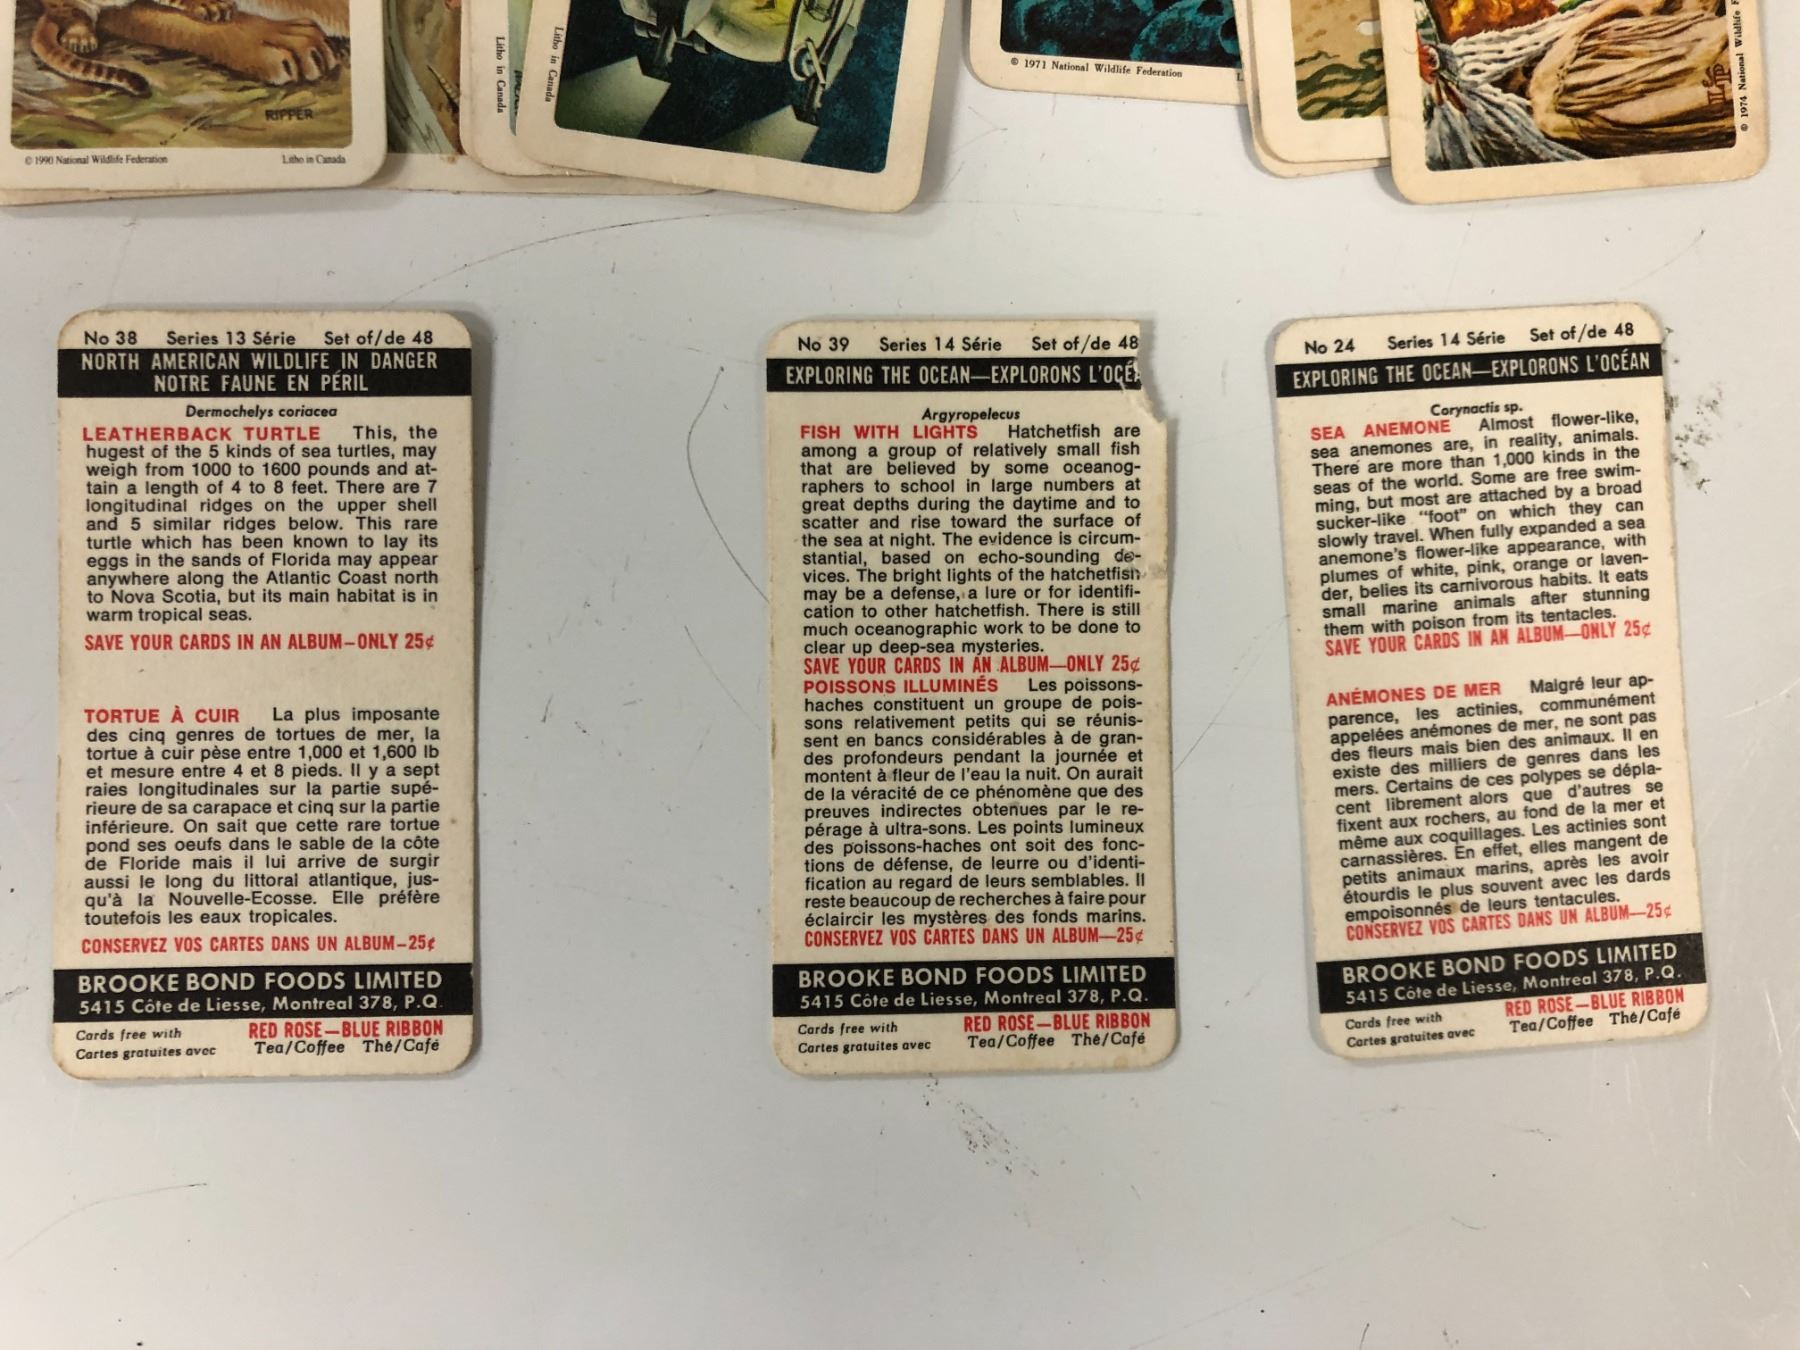 RIPPER
© 1990 National Wildlife Federation
Litho in Canada
Litho in Canada
Litho in Canada
© 1971 National Wildlife Federation
© 1974 National Wildlife F
No 38 Series 13 Série Set of/de 48
NORTH AMERICAN WILDLIFE IN DANGER
NOTRE FAUNE EN PÉRIL
Dermochelys coriacea
LEATHERBACK TURTLE This, the
hugest of the 5 kinds of sea turtles, may
weigh from 1000 to 1600 pounds and at-
tain a length of 4 to 8 feet. There are 7
longitudinal ridges on the upper shell
and 5 similar ridges below. This rare
turtle which has been known to lay its
eggs in the sands of Florida may appear
anywhere along the Atlantic Coast north
to Nova Scotia, but its main habitat is in
warm tropical seas.
SAVE YOUR CARDS IN AN ALBUM–ONLY 25¢
TORTUE À CUIR La plus imposante
des cinq genres de tortues de mer, la
tortue à cuir pèse entre 1,000 et 1,600 lb
et mesure entre 4 et 8 pieds. Il y a sept
raies longitudinales sur la partie supé-
rieure de sa carapace et cinq sur la partie
inférieure. On sait que cette rare tortue
pond ses oeufs dans le sable de la côte
de Floride mais il lui arrive de surgir
aussi le long du littoral atlantique, jus-
qu'à la Nouvelle-Ecosse. Elle préfère
toutefois les eaux tropicales.
CONSERVEZ VOS CARTES DANS UN ALBUM–25¢
BROOKE BOND FOODS LIMITED
5415 Côte de Liesse, Montreal 378, P.Q.
Cards free with RED ROSE–BLUE RIBBON
Cartes gratuites avec Tea/Coffee Thé/Café
No 39 Series 14 Série Set of/de 48
EXPLORING THE OCEAN—EXPLORONS L'OCÉA
Argyropelecus
FISH WITH LIGHTS Hatchetfish are
among a group of relatively small fish
that are believed by some oceanog-
raphers to school in large numbers at
great depths during the daytime and to
scatter and rise toward the surface of
the sea at night. The evidence is circum-
stantial, based on echo-sounding de-
vices. The bright lights of the hatchetfish
may be a defense, a lure or for identifi-
cation to other hatchetfish. There is still
much oceanographic work to be done to
clear up deep-sea mysteries.
SAVE YOUR CARDS IN AN ALBUM—ONLY 25¢
POISSONS ILLUMINÉS Les poissons-
haches constituent un groupe de pois-
sons relativement petits qui se réunis-
sent en bancs considérables à de gran-
des profondeurs pendant la journée et
montent à fleur de l'eau la nuit. On aurait
de la véracité de ce phénomène que des
preuves indirectes obtenues par le re-
pérage à ultra-sons. Les points lumineux
des poissons-haches ont soit des fonc-
tions de défense, de leurre ou d'identi-
fication au regard de leurs semblables. Il
reste beaucoup de recherches à faire pour
éclaircir les mystères des fonds marins.
CONSERVEZ VOS CARTES DANS UN ALBUM—25¢
BROOKE BOND FOODS LIMITED
5415 Côte de Liesse, Montreal 378, P.Q.
Cards free with RED ROSE—BLUE RIBBON
Cartes gratuites avec Tea/Coffee Thé/Café
No 24 Series 14 Série Set of/de 48
EXPLORING THE OCEAN—EXPLORONS L'OCÉAN
Corynactis sp.
SEA ANEMONE Almost flower-like,
sea anemones are, in reality, animals.
There are more than 1,000 kinds in the
seas of the world. Some are free swim-
ming, but most are attached by a broad
sucker-like "foot" on which they can
slowly travel. When fully expanded a sea
anemone's flower-like appearance, with
plumes of white, pink, orange or laven-
der, belies its carnivorous habits. It eats
small marine animals after stunning
them with poison from its tentacles.
SAVE YOUR CARDS IN AN ALBUM—ONLY 25¢
ANÉMONES DE MER Malgré leur ap-
parence, les actinies, communément
appelées anémones de mer, ne sont pas
des fleurs mais bien des animaux. Il en
existe des milliers de genres dans les
mers. Certains de ces polypes se dépla-
cent librement alors que d'autres se
fixent aux rochers, au fond de la mer et
même aux coquillages. Les actinies sont
carnassières. En effet, elles mangent de
petits animaux marins, après les avoir
étourdis le plus souvent avec les dards
empoisonnés de leurs tentacules.
CONSERVEZ VOS CARTES DANS UN ALBUM—25¢
BROOKE BOND FOODS LIMITED
5415 Côte de Liesse, Montreal 378, P.Q.
Cards free with RED ROSE—BLUE RIBBON
Cartes gratuites avec Tea/Coffee Thé/Café